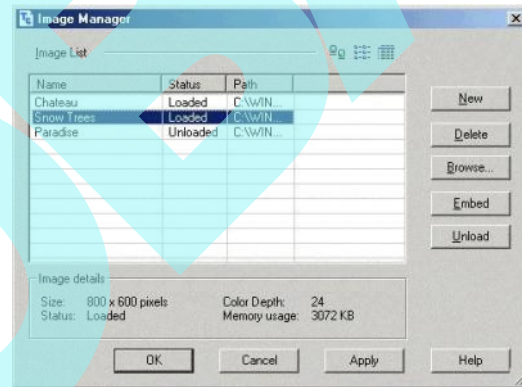 Image Manager
Image List
Name Status Path
Chateau Loaded C:\WIN...
Snow Trees Loaded C:\WIN...
Paradise Unloaded C:\WIN...
New
Delete
Browse...
Embed
Unload
Image details
Size: 800 x 600 pixels Color Depth: 24
Status: Loaded Memory usage: 3072 KB
OK Cancel Apply Help